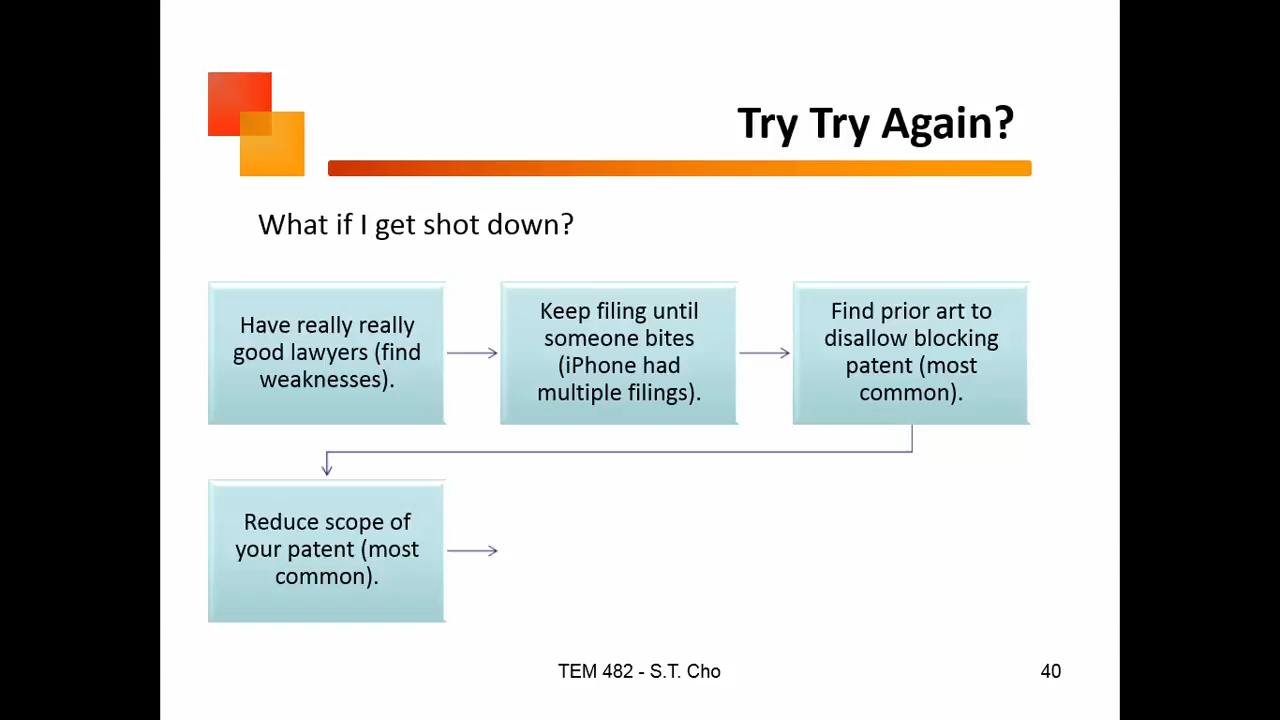 Try Try Again?
What if I get shot down?
Have really really
good lawyers (find
weaknesses).
Keep filing until
someone bites
(iPhone had
multiple filings).
Find prior art to
disallow blocking
patent (most
common).
Reduce scope of
your patent (most
common).
TEM 482 - S.T. Cho
40